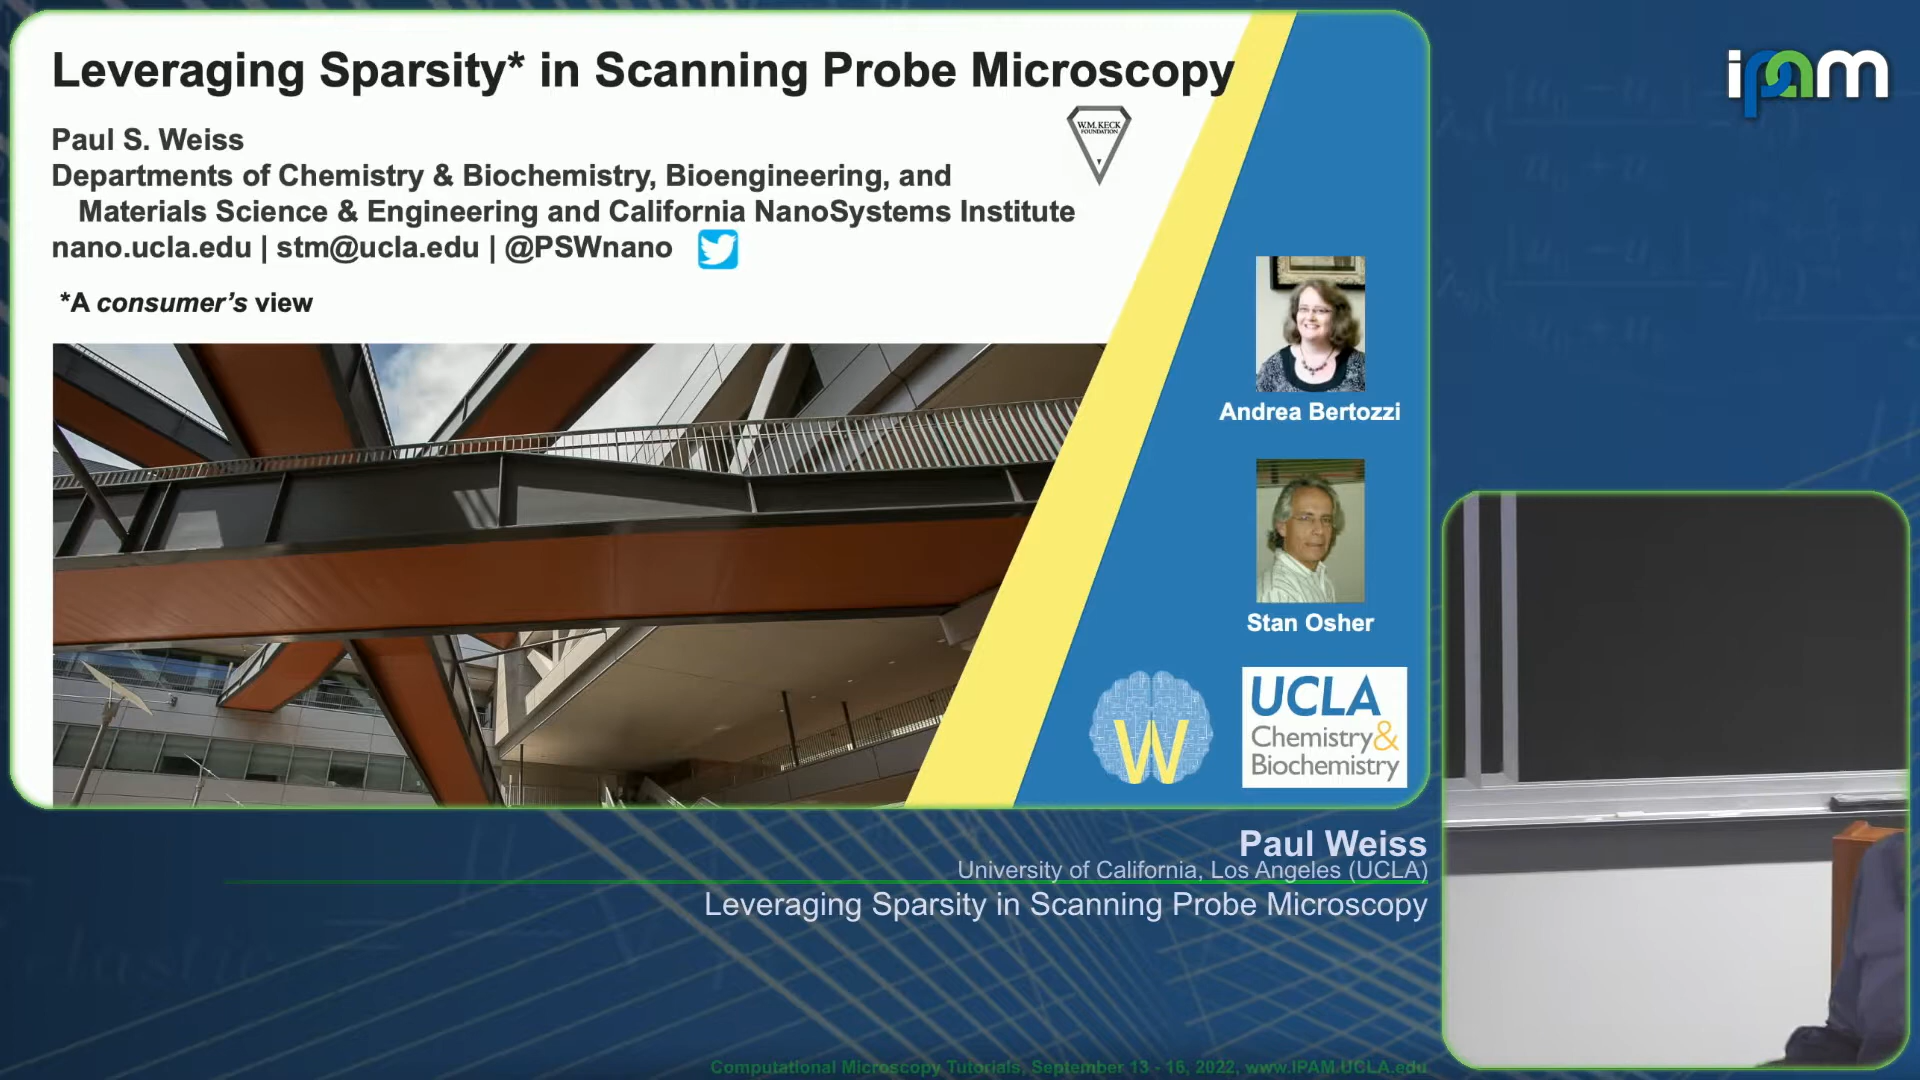 Leveraging Sparsity* in Scanning Probe Microscopy
W.M. KECK
FOUNDATION
Paul S. Weiss
Departments of Chemistry & Biochemistry, Bioengineering, and
Materials Science & Engineering and California NanoSystems Institute
nano.ucla.edu | stm@ucla.edu | @PSWnano
*A consumer's view
Andrea Bertozzi
Stan Osher
W
UCLA
Chemistry&
Biochemistry
ipam
Paul Weiss
University of California, Los Angeles (UCLA)
Leveraging Sparsity in Scanning Probe Microscopy
Computational Microscopy Tutorials, September 13 - 16, 2022, www.IPAM.UCLA.edu